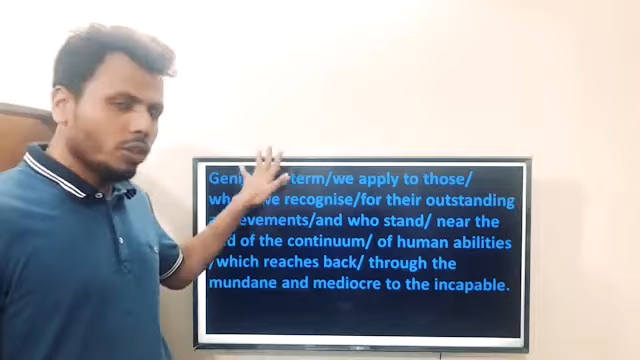 term/we apply to those/
we recognise/for their outstanding
achievements/and who stand/ near the
of the continuum/ of human abilities
/which reaches back/ through the
mundane and mediocre to the incapable.